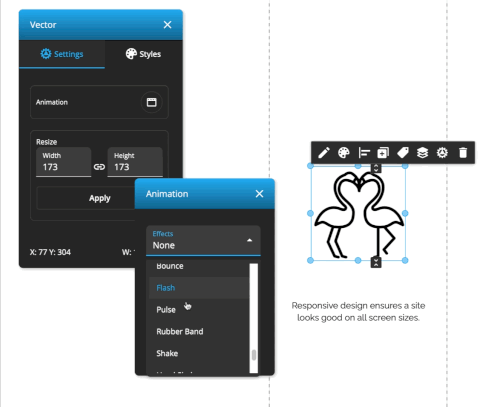 Vector
Settings
Styles
Animation
Resize
Width
173
Height
173
Apply
X: 77 Y: 304
W:
Animation
Effects
None
Bounce
Flash
Pulse
Rubber Band
Shake
Responsive design ensures a site
looks good on all screen sizes.